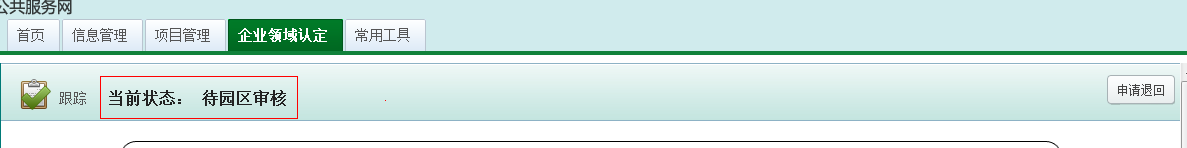 公共服务网
首页 信息管理 项目管理 企业领域认定 常用工具
跟踪 当前状态： 待园区审核 申请退回